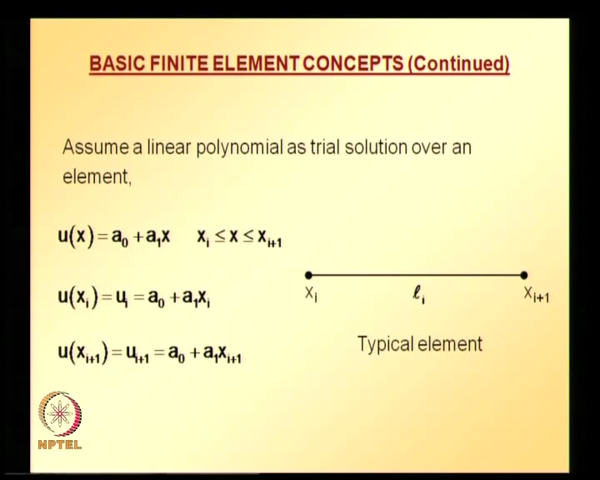 BASIC FINITE ELEMENT CONCEPTS (Continued)
Assume a linear polynomial as trial solution over an
element,
u(x) = a₀ + a₁x    xᵢ ≤ x ≤ xᵢ₊₁
u(xᵢ) = uᵢ = a₀ + a₁xᵢ
xᵢ ℓᵢ xᵢ₊₁
u(xᵢ₊₁) = uᵢ₊₁ = a₀ + a₁xᵢ₊₁
Typical element
NPTEL